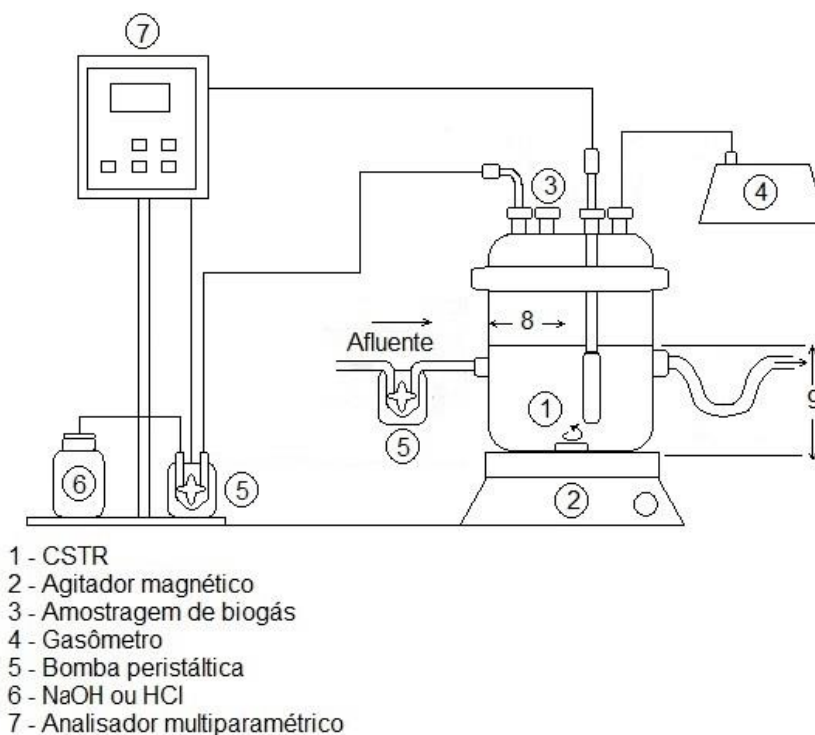 7
3
4
8
Afluente
1
9
5
6
5
2
1 - CSTR
2 - Agitador magnético
3 - Amostragem de biogás
4 - Gasômetro
5 - Bomba peristáltica
6 - NaOH ou HCl
7 - Analisador multiparamétrico